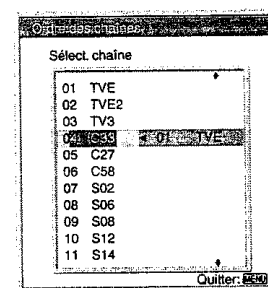 Ordre des chaînes
Sélect. chaîne
01 TVE
02 TVE2
03 TV3
04 C33 ◄ 01 TVE
05 C27
06 C58
07 S02
08 S06
09 S08
10 S12
11 S14
Quitter: MENU